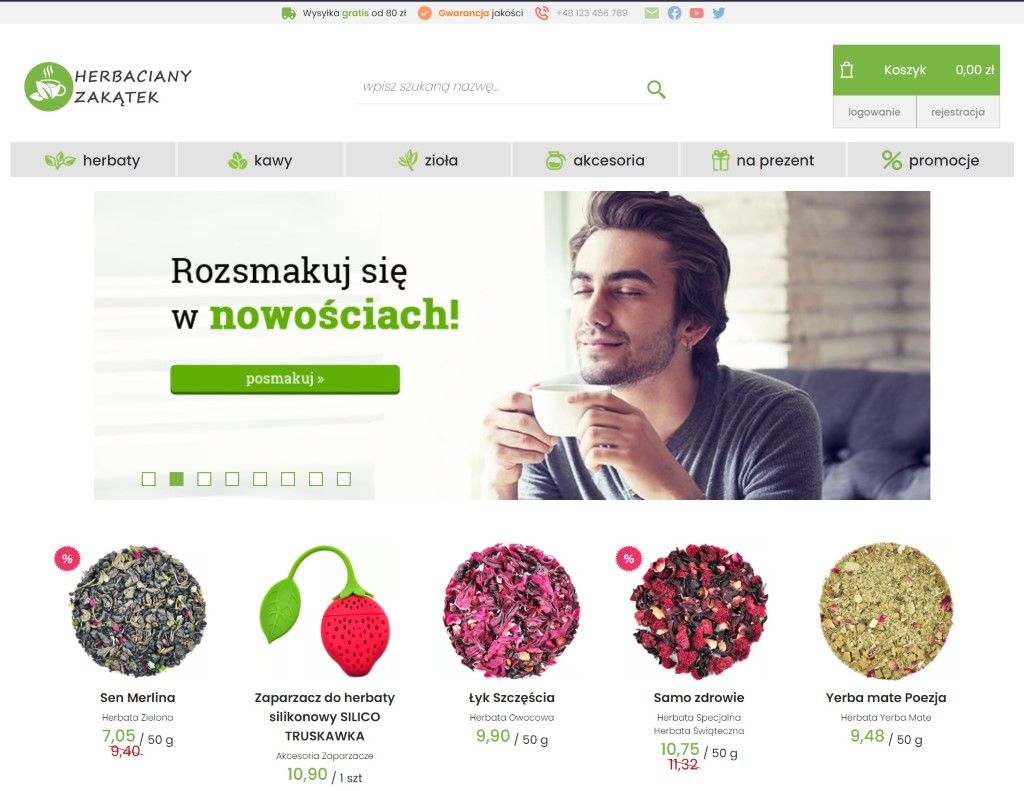 Wysyłka gratis od 80 zł
Gwarancja jakości
+48 123 456 789
HERBACIANY
ZAKĄTEK
wpisz szukaną nazwę...
Koszyk 0,00 zł
logowanie rejestracja
herbaty kawy zioła akcesoria na prezent promocje
Rozsmakuj się
w nowościach!
posmakuj »
%
Sen Merlina
Herbata Zielona
7,05 / 50 g
9,40
Zaparzacz do herbaty
silikonowy SILICO
TRUSKAWKA
Akcesoria Zaparzacze
10,90 / 1 szt
Łyk Szczęścia
Herbata Owocowa
9,90 / 50 g
%
Samo zdrowie
Herbata Specjalna
Herbata Świąteczna
10,75 / 50 g
11,32
Yerba mate Poezja
Herbata Yerba Mate
9,48 / 50 g